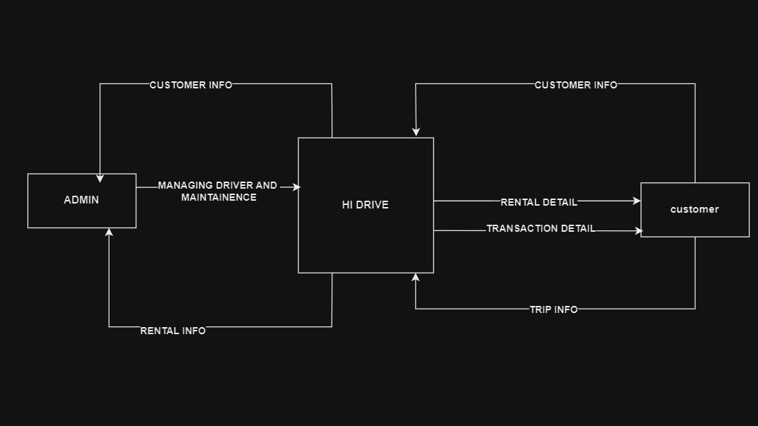 CUSTOMER INFO
CUSTOMER INFO
MANAGING DRIVER AND
MAINTAINENCE
ADMIN
HI DRIVE
RENTAL DETAIL
customer
TRANSACTION DETAIL
TRIP INFO
RENTAL INFO